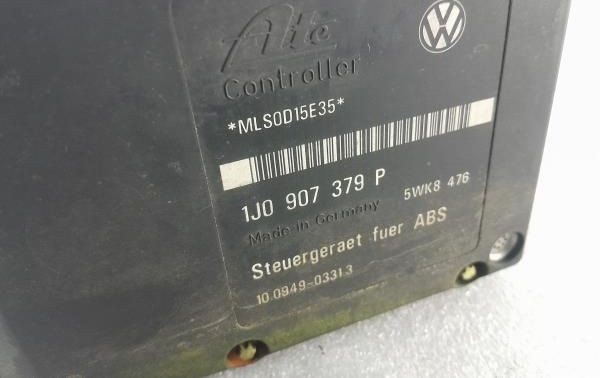 Ate
Controller
*MLS0D15E35*
1J0 907 379 P
5WK8 476
Made in Germany
Steuergeraet fuer ABS
10.0949-0331.3